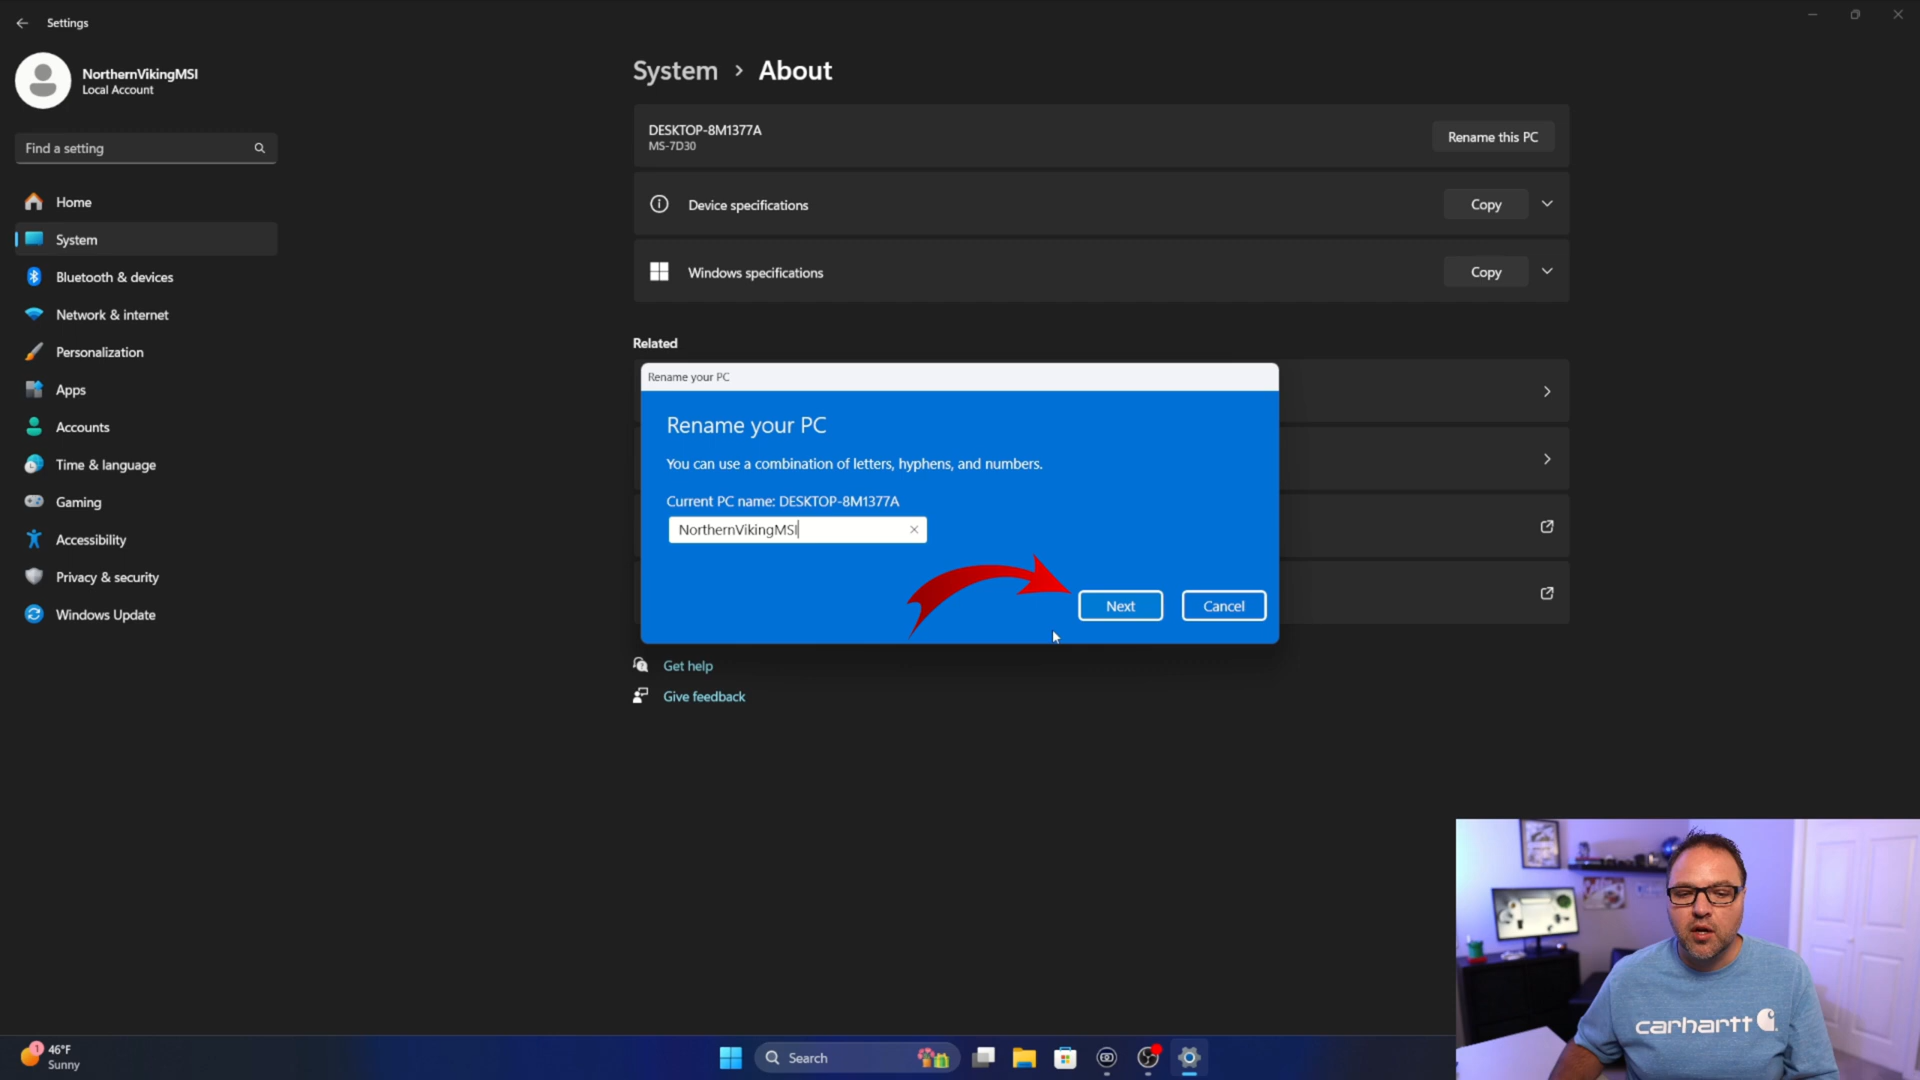 Settings
NorthernVikingMSI
Local Account
Find a setting
Home
System
Bluetooth & devices
Network & internet
Personalization
Apps
Accounts
Time & language
Gaming
Accessibility
Privacy & security
Windows Update
System > About
DESKTOP-8M1377A
MS-7D30
Rename this PC
Device specifications
Copy
Windows specifications
Copy
Related
Rename your PC
Rename your PC
You can use a combination of letters, hyphens, and numbers.
Current PC name: DESKTOP-8M1377A
NorthernVikingMSI
Next
Cancel
Get help
Give feedback
carhartt
1
46°F
Sunny
Search